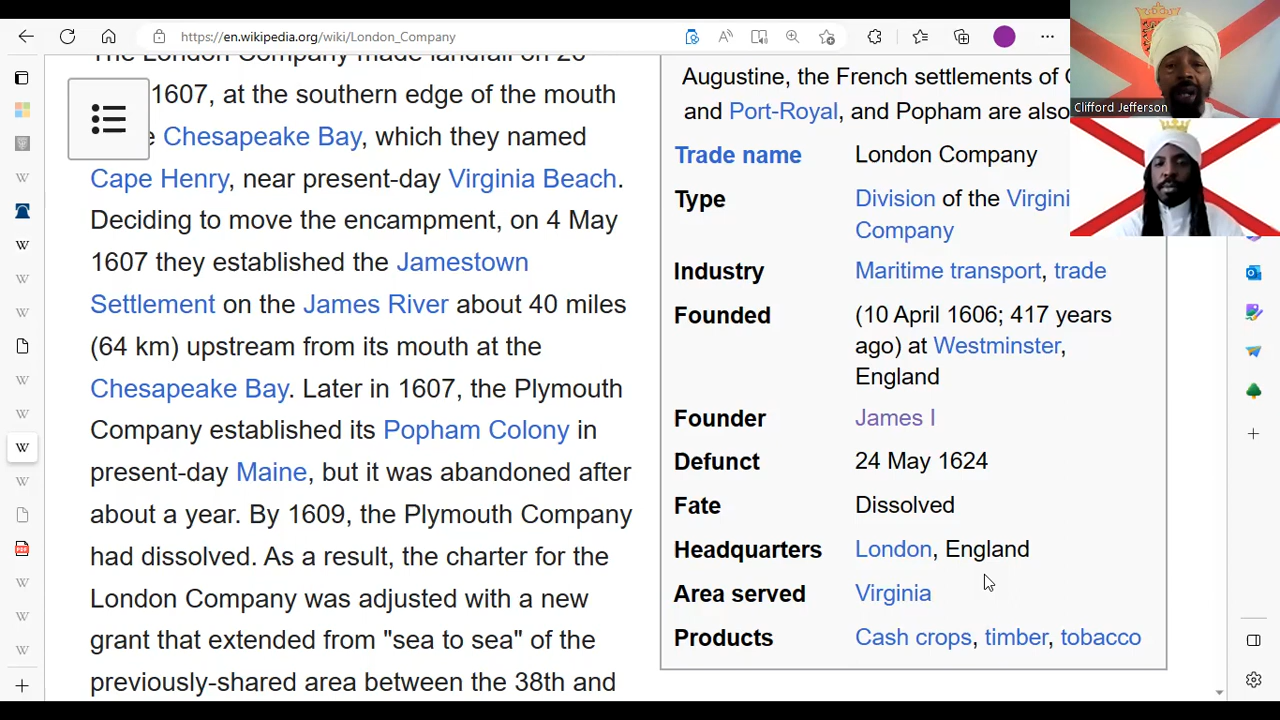 https://en.wikipedia.org/wiki/London_Company
The London Company made landfall on 26
1607, at the southern edge of the mouth
Chesapeake Bay, which they named
Cape Henry, near present-day Virginia Beach.
Deciding to move the encampment, on 4 May
1607 they established the Jamestown
Settlement on the James River about 40 miles
(64 km) upstream from its mouth at the
Chesapeake Bay. Later in 1607, the Plymouth
Company established its Popham Colony in
present-day Maine, but it was abandoned after
about a year. By 1609, the Plymouth Company
had dissolved. As a result, the charter for the
London Company was adjusted with a new
grant that extended from "sea to sea" of the
previously-shared area between the 38th and
Augustine, the French settlements of
and Port-Royal, and Popham are also
Trade name London Company
Type Division of the Virgini
Company
Industry Maritime transport, trade
Founded (10 April 1606; 417 years
ago) at Westminster,
England
Founder James I
Defunct 24 May 1624
Fate Dissolved
Headquarters London, England
Area served Virginia
Products Cash crops, timber, tobacco
Clifford Jefferson